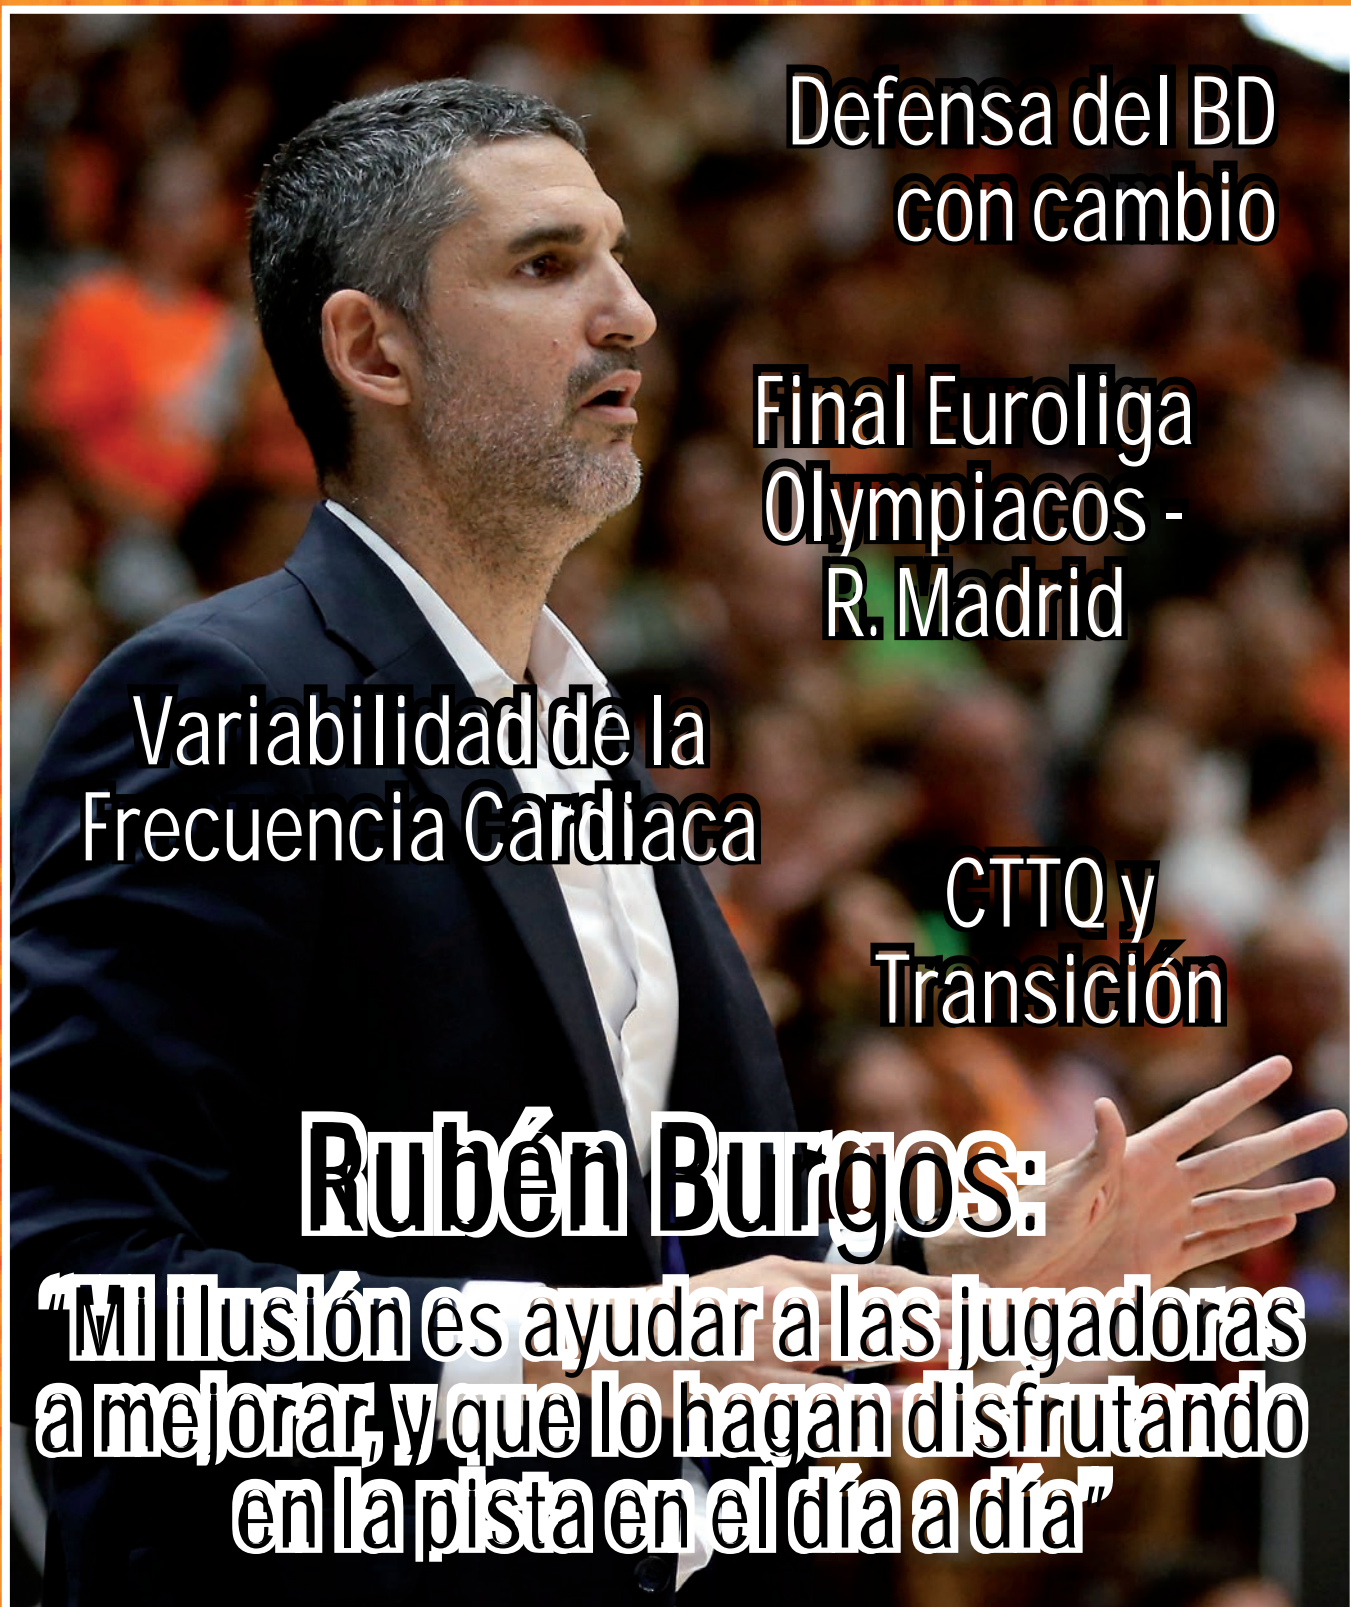 Defensa del BD
con cambio
Final Euroliga
Olympiacos -
R. Madrid
Variabilidad de la
Frecuencia Cardiaca
CTTQ y
Transición
Rubén Burgos:
"Mi ilusión es ayudar a las jugadoras
a mejorar, y que lo hagan disfrutando
en la pista en el día a día"